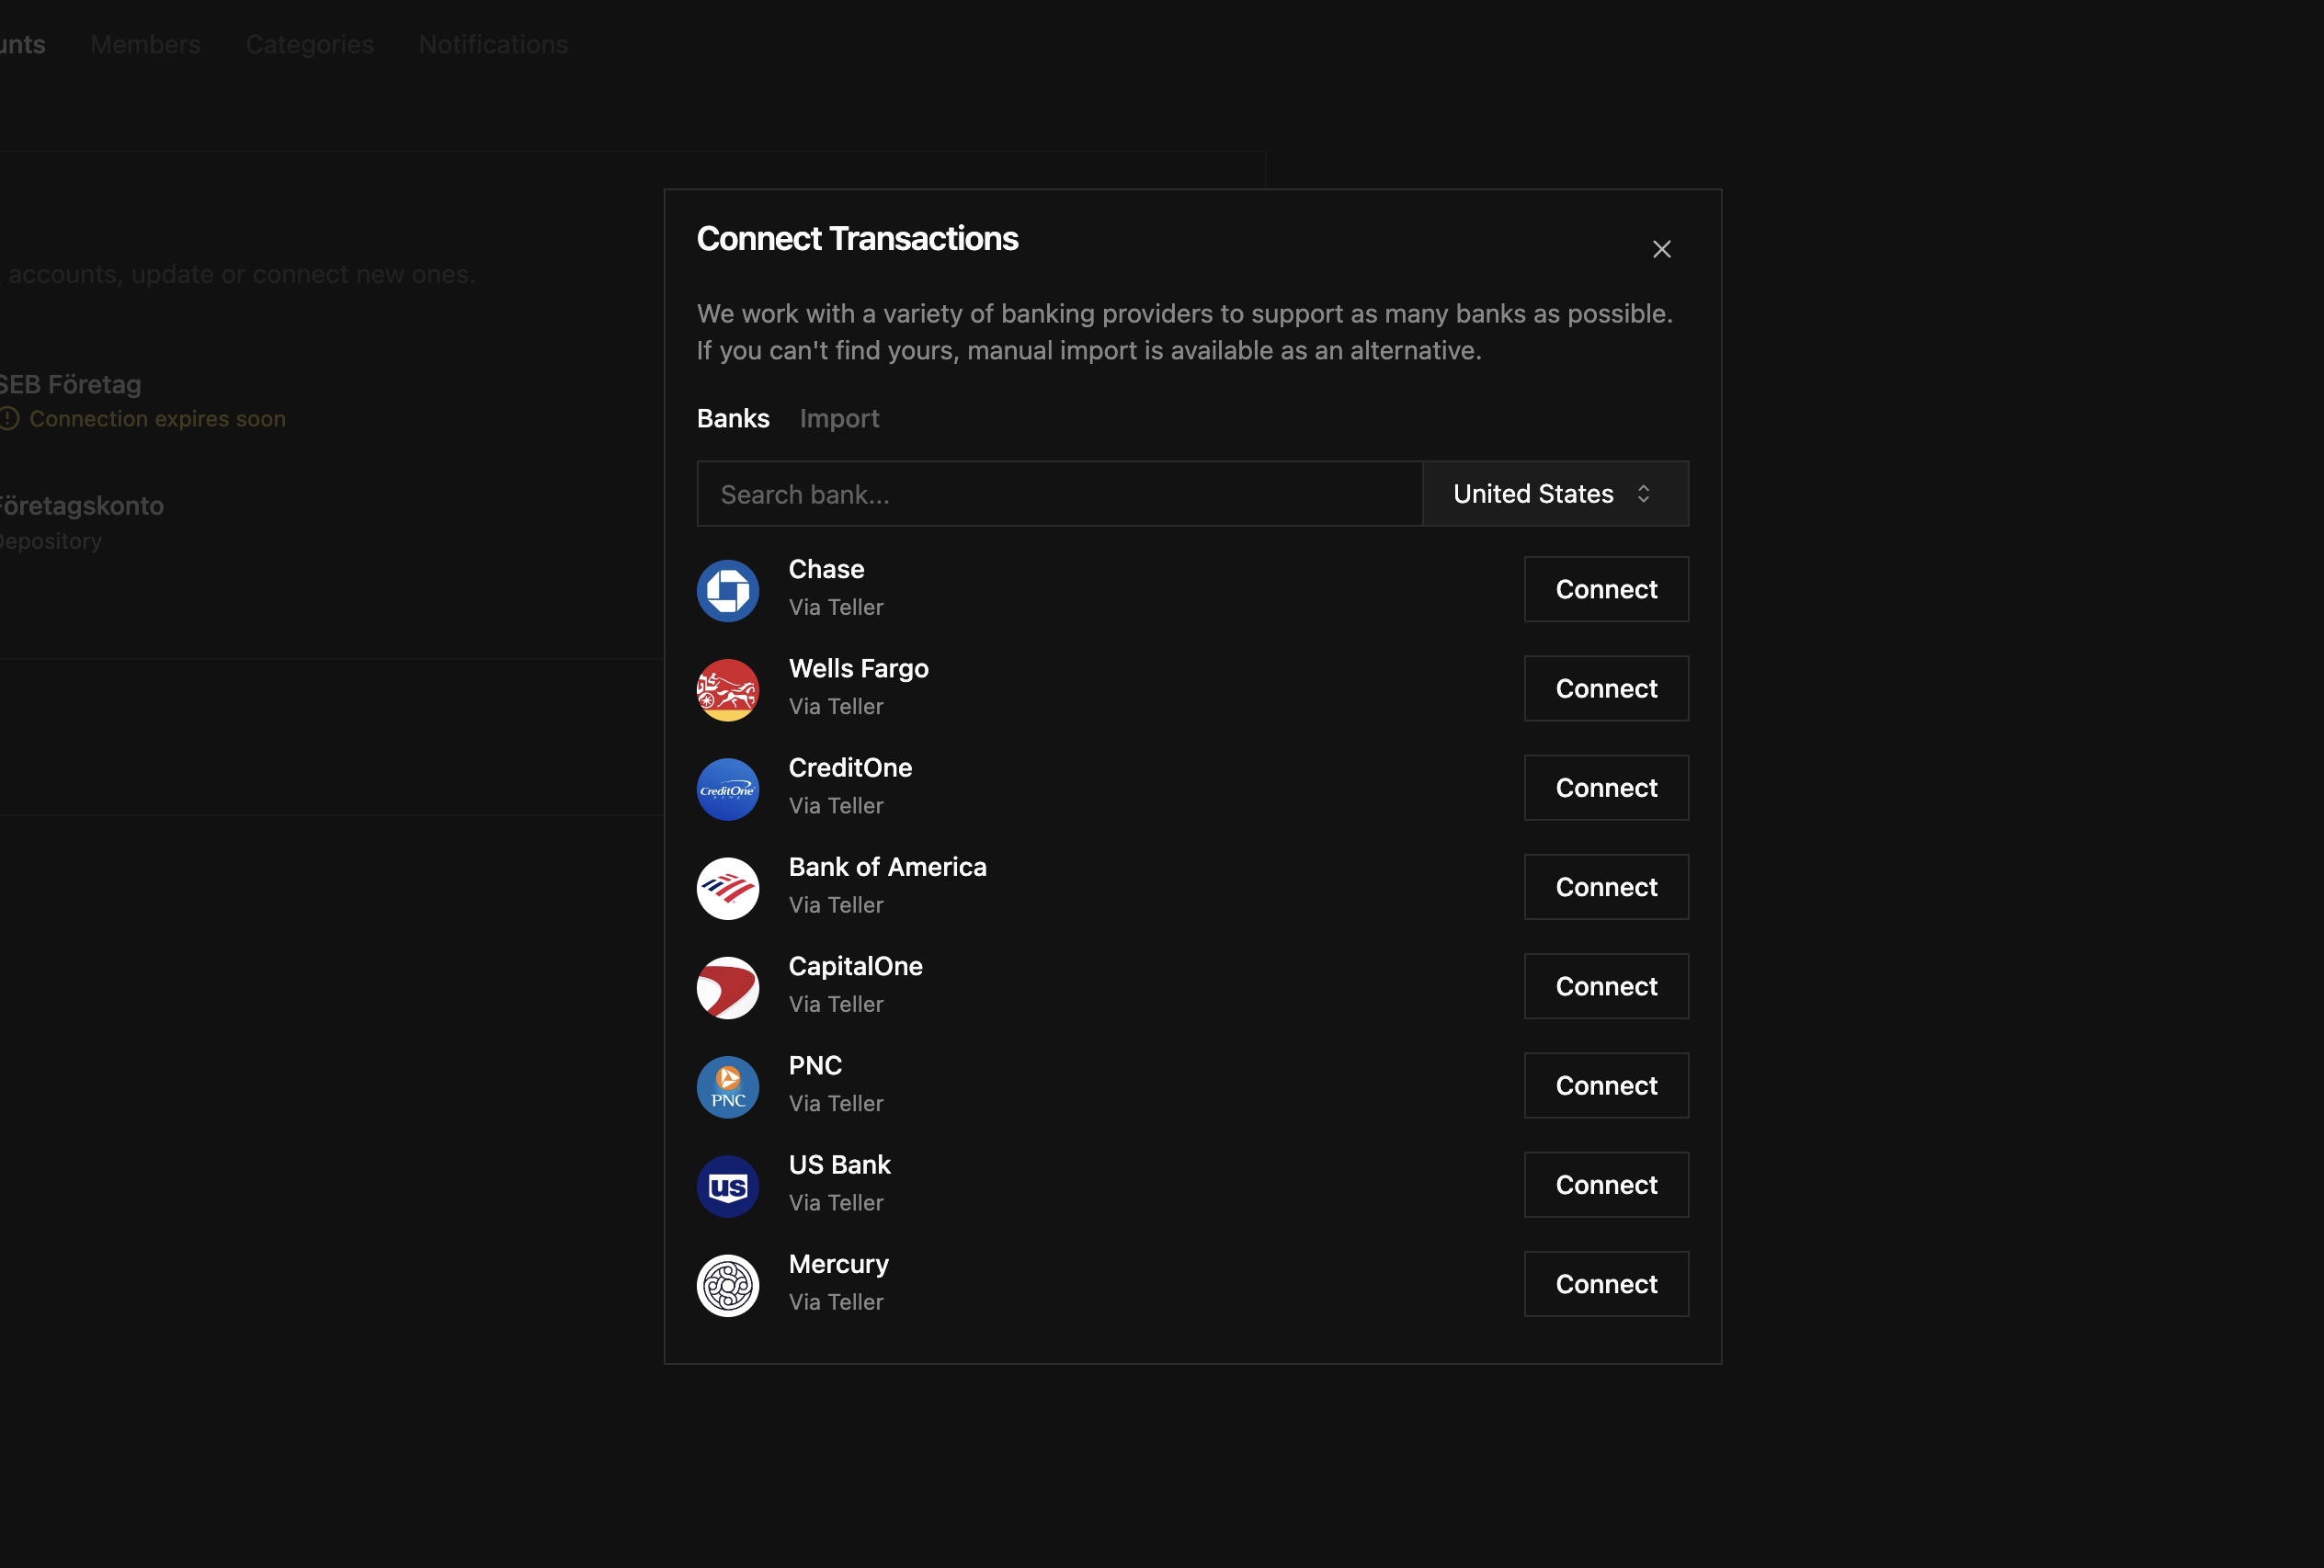 Members Categories Notifications
Connect Transactions
accounts, update or connect new ones.
We work with a variety of banking providers to support as many banks as possible.
If you can't find yours, manual import is available as an alternative.
SEB Företag
Connection expires soon
Företagskonto
Depository
Banks Import
Search bank...
United States
Chase
Via Teller
Connect
Wells Fargo
Via Teller
Connect
CreditOne
CreditOne
BANK
Via Teller
Connect
Bank of America
Via Teller
Connect
CapitalOne
Via Teller
Connect
PNC
PNC
Via Teller
Connect
US Bank
us
Via Teller
Connect
Mercury
Via Teller
Connect